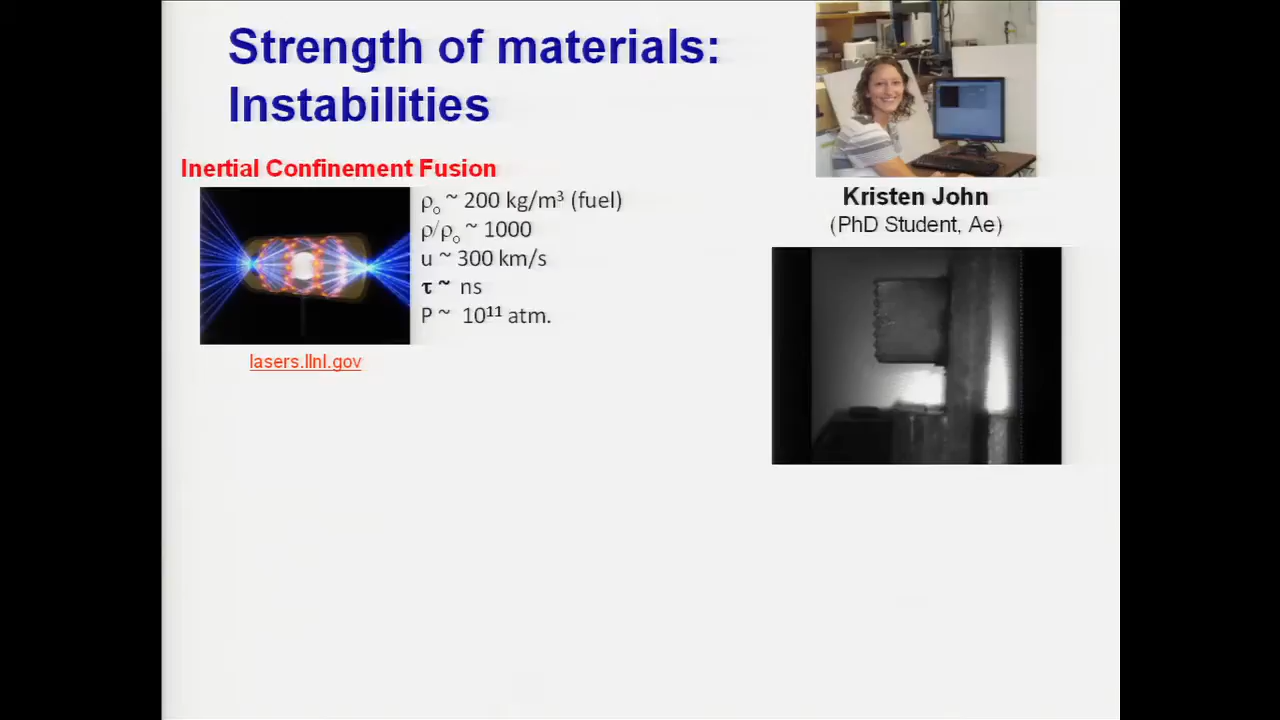 Strength of materials:
Instabilities
Inertial Confinement Fusion
ρₒ ~ 200 kg/m³ (fuel)
ρ/ρₒ ~ 1000
u ~ 300 km/s
τ ~ ns
P ~ 10¹¹ atm.
lasers.llnl.gov
Kristen John
(PhD Student, Ae)